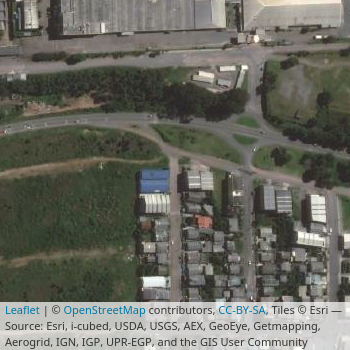 Leaflet | © OpenStreetMap contributors, CC-BY-SA, Tiles © Esri —
Source: Esri, i-cubed, USDA, USGS, AEX, GeoEye, Getmapping,
Aerogrid, IGN, IGP, UPR-EGP, and the GIS User Community